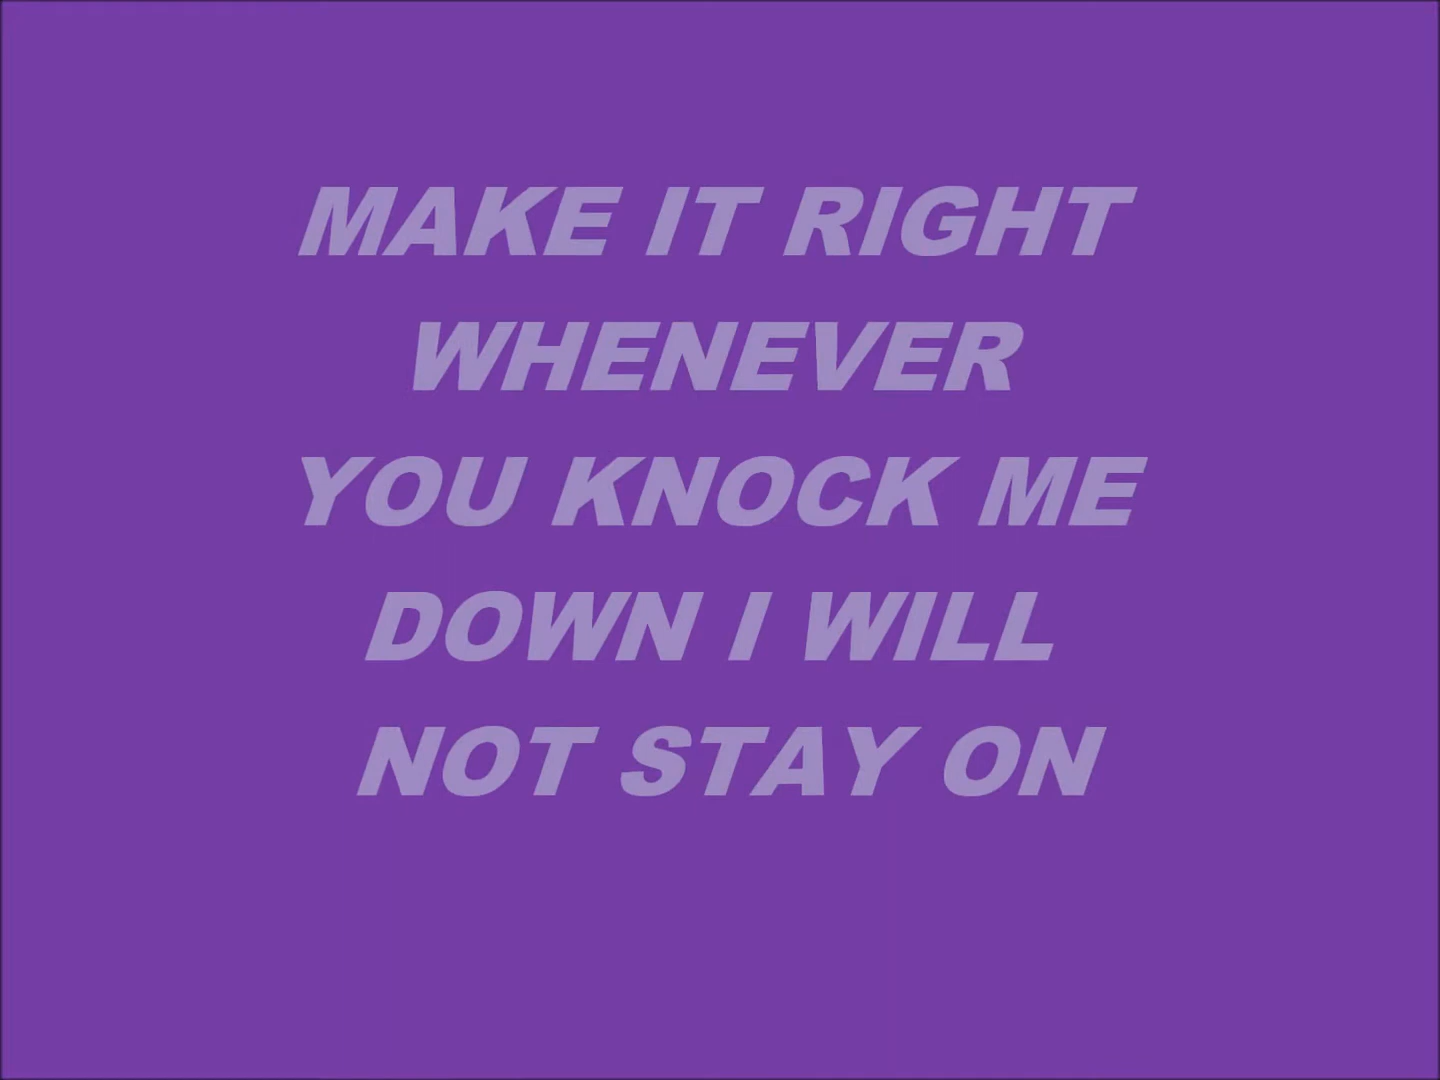 MAKE IT RIGHT
WHENEVER
YOU KNOCK ME
DOWN I WILL
NOT STAY ON